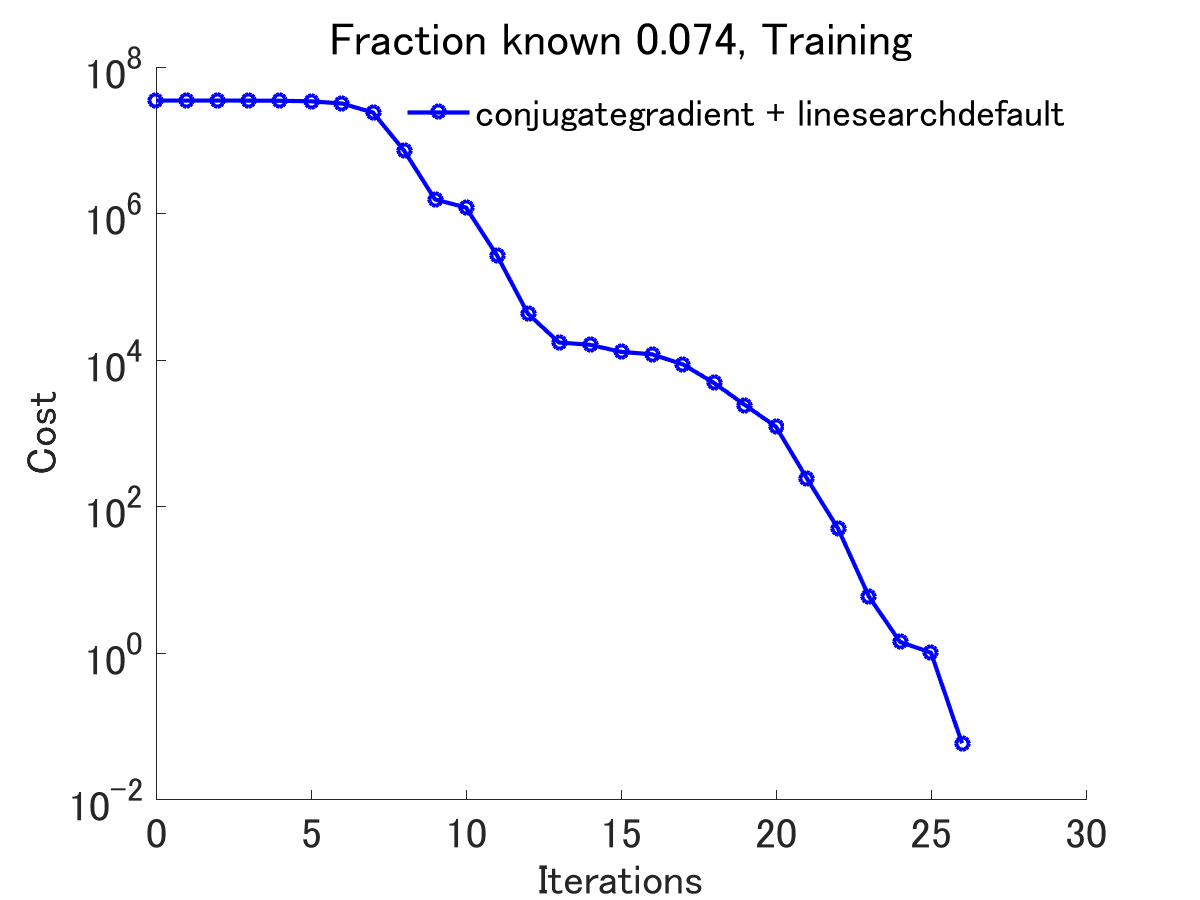 Fraction known 0.074, Training
conjugategradient + linesearchdefault
10^8
10^6
10^4
10^2
10^0
10^-2
Cost
0 5 10 15 20 25 30
Iterations